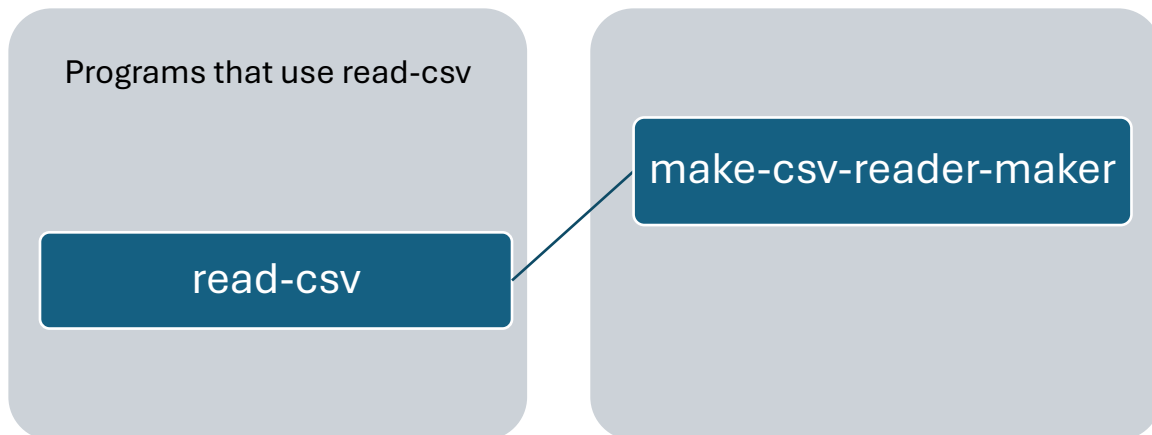 Programs that use read-csv
make-csv-reader-maker
read-csv